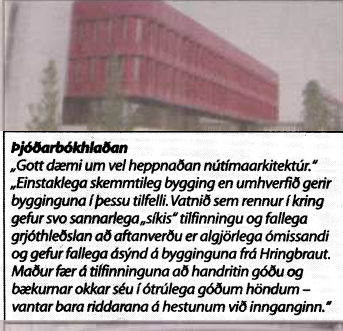 Þjóðarbókhlaðan
„Gott dæmi um vel heppnaðan nútímaarkitektúr.“
„Einstaklega skemmtileg bygging en umhverfið gerir
bygginguna í þessu tilfelli. Vatnið sem rennur í kring
gefur svo sannarlega „síkis“ tilfinningu og fallega
grjóthleðslan að aftanverðu er algjörlega ómissandi
og gefur fallega ásýnd á bygginguna frá Hringbraut.
Maður fær á tilfinninguna að handritin góðu og
bækurnar okkar séu í ótrúlega góðum höndum –
vantar bara riddarana á hestunum við innganginn.“